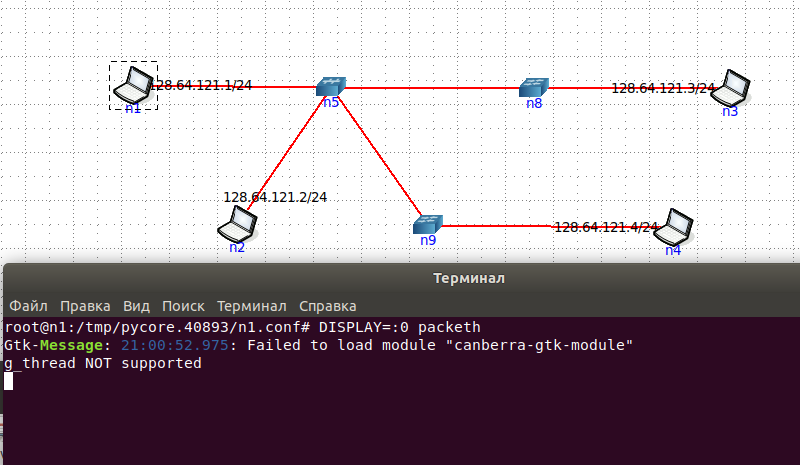 128.64.121.1/24
n1
n5
n8
128.64.121.3/24
n3
128.64.121.2/24
n2
n9
128.64.121.4/24
n4
Терминал
Файл Правка Вид Поиск Терминал Справка
root@n1:/tmp/pycore.40893/n1.conf# DISPLAY=:0 packeth
Gtk-Message: 21:00:52.975: Failed to load module "canberra-gtk-module"
g_thread NOT supported